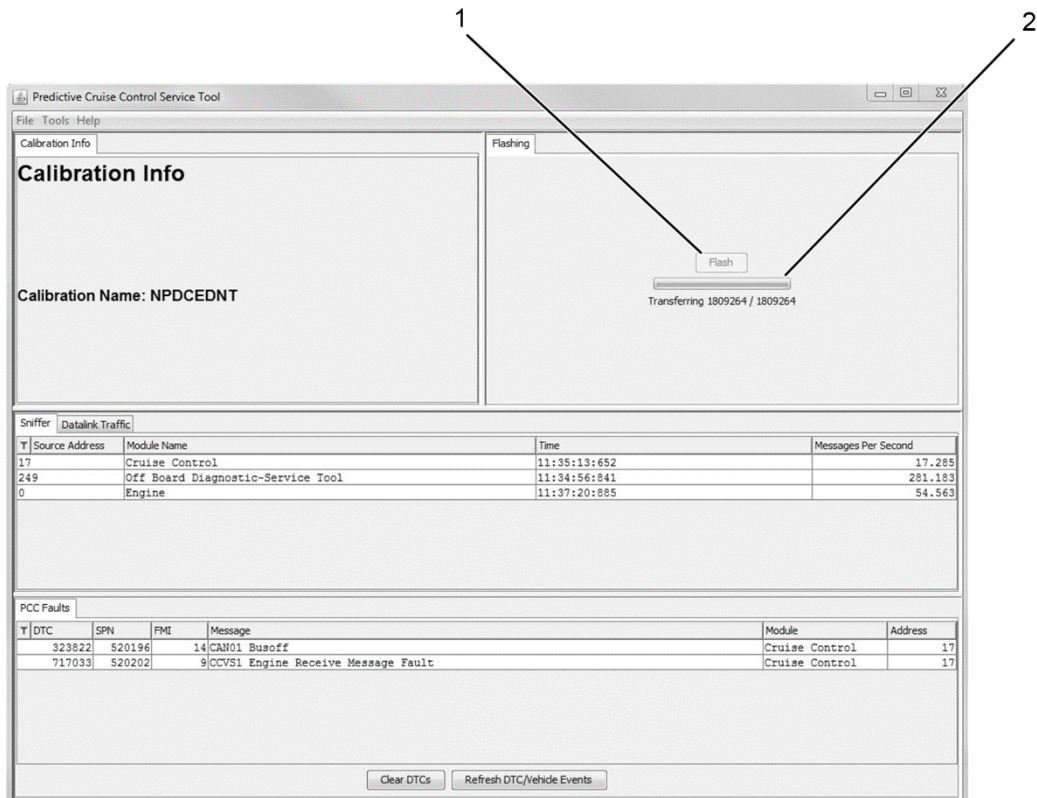 1
2
Predictive Cruise Control Service Tool
File Tools Help
Calibration Info
Flashing
Calibration Info
Calibration Name: NPDCEDNT
Flash
Transferring 1809264 / 1809264
Sniffer Datalink Traffic
T Source Address Module Name Time Messages Per Second
17 Cruise Control 11:35:13:652 17.285
249 Off Board Diagnostic-Service Tool 11:34:56:841 281.183
0 Engine 11:37:20:885 54.563
PCC Faults
T DTC SPN FMI Message Module Address
323822 520196 14 CAN01 Busoff Cruise Control 17
717033 520202 9 CCVS1 Engine Receive Message Fault Cruise Control 17
Clear DTCs Refresh DTC/Vehicle Events